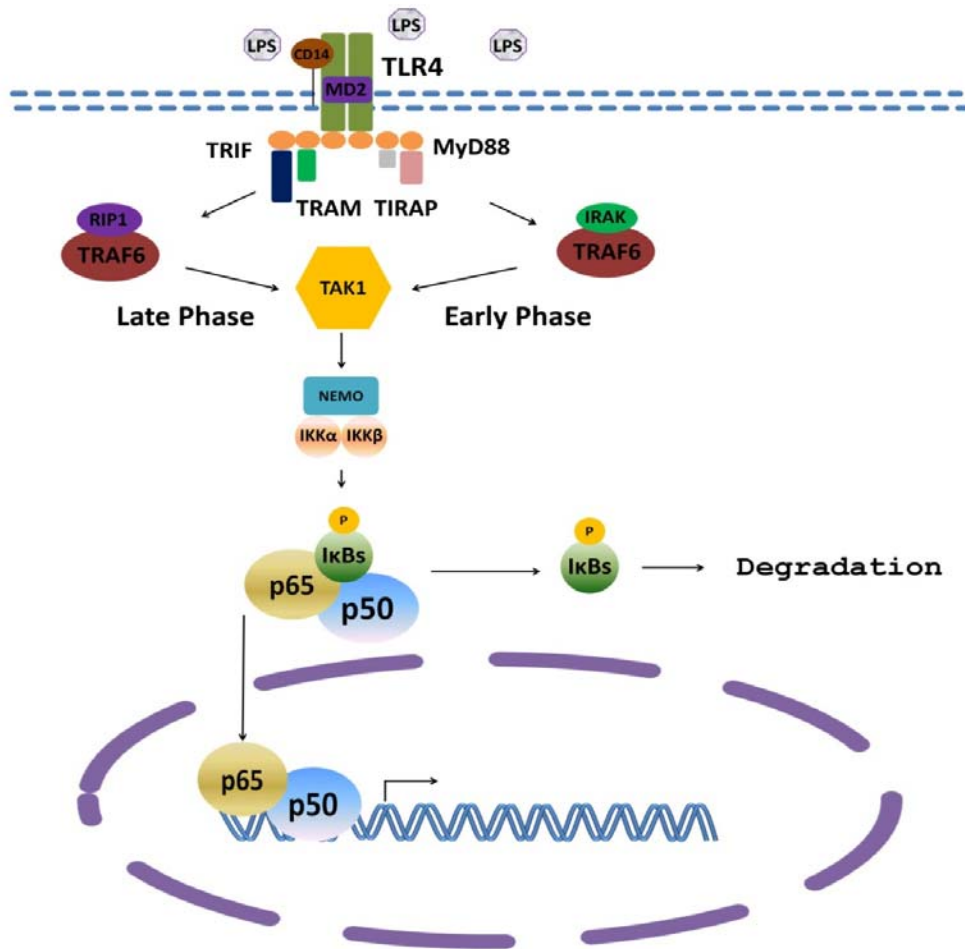 LPS
LPS
LPS
CD14
TLR4
MD2
TRIF
MyD88
TRAM
TIRAP
RIP1
TRAF6
IRAK
TRAF6
TAK1
Late Phase
Early Phase
NEMO
IKKα
IKKβ
P
IκBs
p65
p50
P
IκBs
Degradation
p65
p50